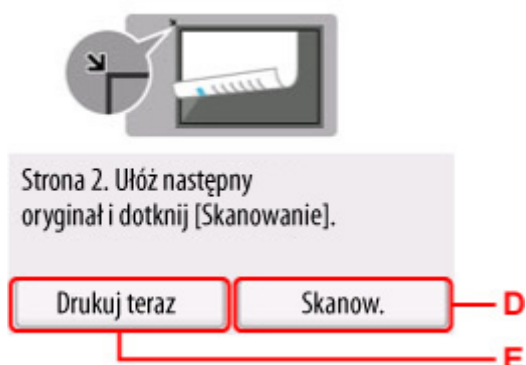 Strona 2. Ułóż następny
oryginał i dotknij [Skanowanie].
Drukuj teraz Skanow. D
E